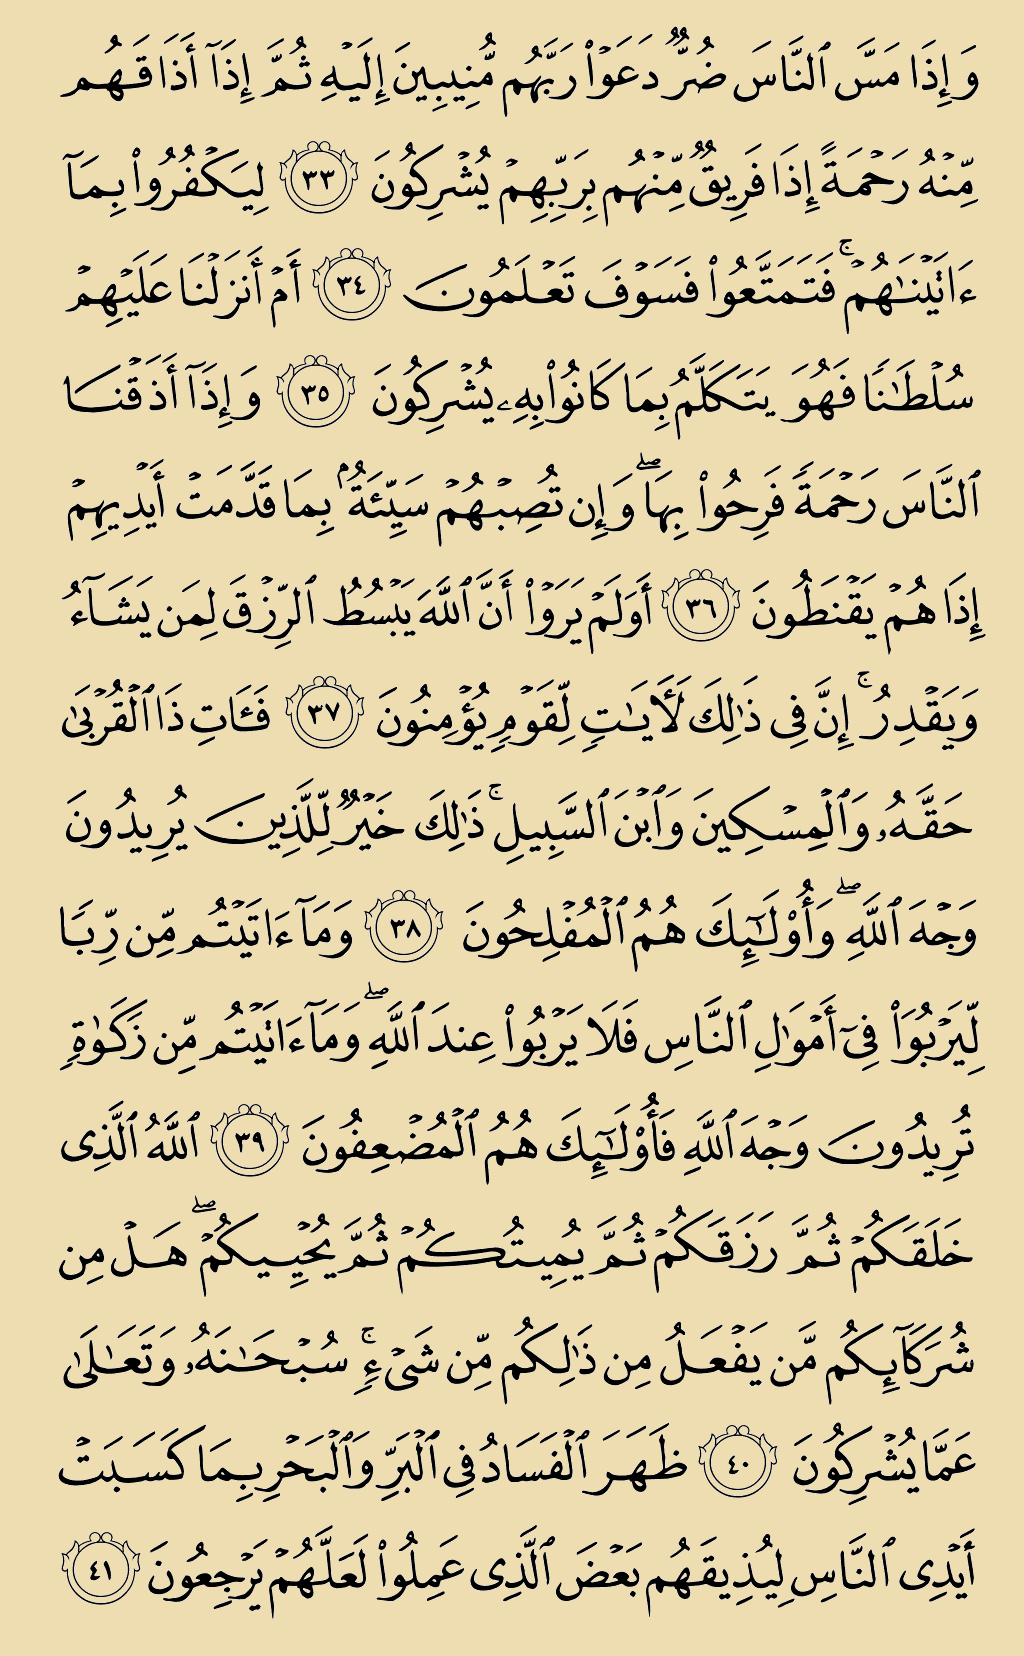 وَإِذَا مَسَّ ٱلنَّاسَ ضُرٌّ دَعَوْا۟ رَبَّهُم مُّنِيبِينَ إِلَيْهِ ثُمَّ إِذَآ أَذَاقَهُم
مِّنْهُ رَحْمَةً إِذَا فَرِيقٌ مِّنْهُم بِرَبِّهِمْ يُشْرِكُونَ ٣٣ لِيَكْفُرُوا۟ بِمَآ
ءَاتَيْنَـٰهُمْ ۚ فَتَمَتَّعُوا۟ فَسَوْفَ تَعْلَمُونَ ٣٤ أَمْ أَنزَلْنَا عَلَيْهِمْ
سُلْطَـٰنًا فَهُوَ يَتَكَلَّمُ بِمَا كَانُوا۟ بِهِۦ يُشْرِكُونَ ٣٥ وَإِذَآ أَذَقْنَا
ٱلنَّاسَ رَحْمَةً فَرِحُوا۟ بِهَا ۖ وَإِن تُصِبْهُمْ سَيِّئَةٌۢ بِمَا قَدَّمَتْ أَيْدِيهِمْ
إِذَا هُمْ يَقْنَطُونَ ٣٦ أَوَلَمْ يَرَوْا۟ أَنَّ ٱللَّهَ يَبْسُطُ ٱلرِّزْقَ لِمَن يَشَآءُ
وَيَقْدِرُ ۚ إِنَّ فِى ذَٰلِكَ لَـَٔايَـٰتٍ لِّقَوْمٍ يُؤْمِنُونَ ٣٧ فَـَٔاتِ ذَا ٱلْقُرْبَىٰ
حَقَّهُۥ وَٱلْمِسْكِينَ وَٱبْنَ ٱلسَّبِيلِ ۚ ذَٰلِكَ خَيْرٌ لِّلَّذِينَ يُرِيدُونَ
وَجْهَ ٱللَّهِ ۖ وَأُو۟لَـٰٓئِكَ هُمُ ٱلْمُفْلِحُونَ ٣٨ وَمَآ ءَاتَيْتُم مِّن رِّبًا
لِّيَرْبُوَا۟ فِىٓ أَمْوَٰلِ ٱلنَّاسِ فَلَا يَرْبُوا۟ عِندَ ٱللَّهِ ۖ وَمَآ ءَاتَيْتُم مِّن زَكَوٰةٍ
تُرِيدُونَ وَجْهَ ٱللَّهِ فَأُو۟لَـٰٓئِكَ هُمُ ٱلْمُضْعِفُونَ ٣٩ ٱللَّهُ ٱلَّذِى
خَلَقَكُمْ ثُمَّ رَزَقَكُمْ ثُمَّ يُمِيتُكُمْ ثُمَّ يُحْيِيكُمْ ۖ هَلْ مِن
شُرَكَآئِكُم مَّن يَفْعَلُ مِن ذَٰلِكُم مِّن شَىْءٍ ۚ سُبْحَـٰنَهُۥ وَتَعَـٰلَىٰ
عَمَّا يُشْرِكُونَ ٤٠ ظَهَرَ ٱلْفَسَادُ فِى ٱلْبَرِّ وَٱلْبَحْرِ بِمَا كَسَبَتْ
أَيْدِى ٱلنَّاسِ لِيُذِيقَهُم بَعْضَ ٱلَّذِى عَمِلُوا۟ لَعَلَّهُمْ يَرْجِعُونَ ٤١